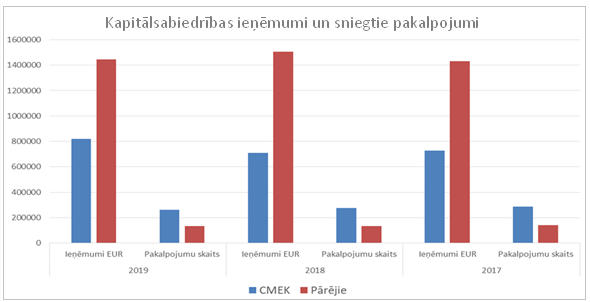 Kapitālsabiedrības ieņēmumi un sniegtie pakalpojumi
1600000
1400000
1200000
1000000
800000
600000
400000
200000
0
Ieņēmumi EUR Pakalpojumu skaits Ieņēmumi EUR Pakalpojumu skaits Ieņēmumi EUR Pakalpojumu skaits
2019 2018 2017
CMEK Pārējie